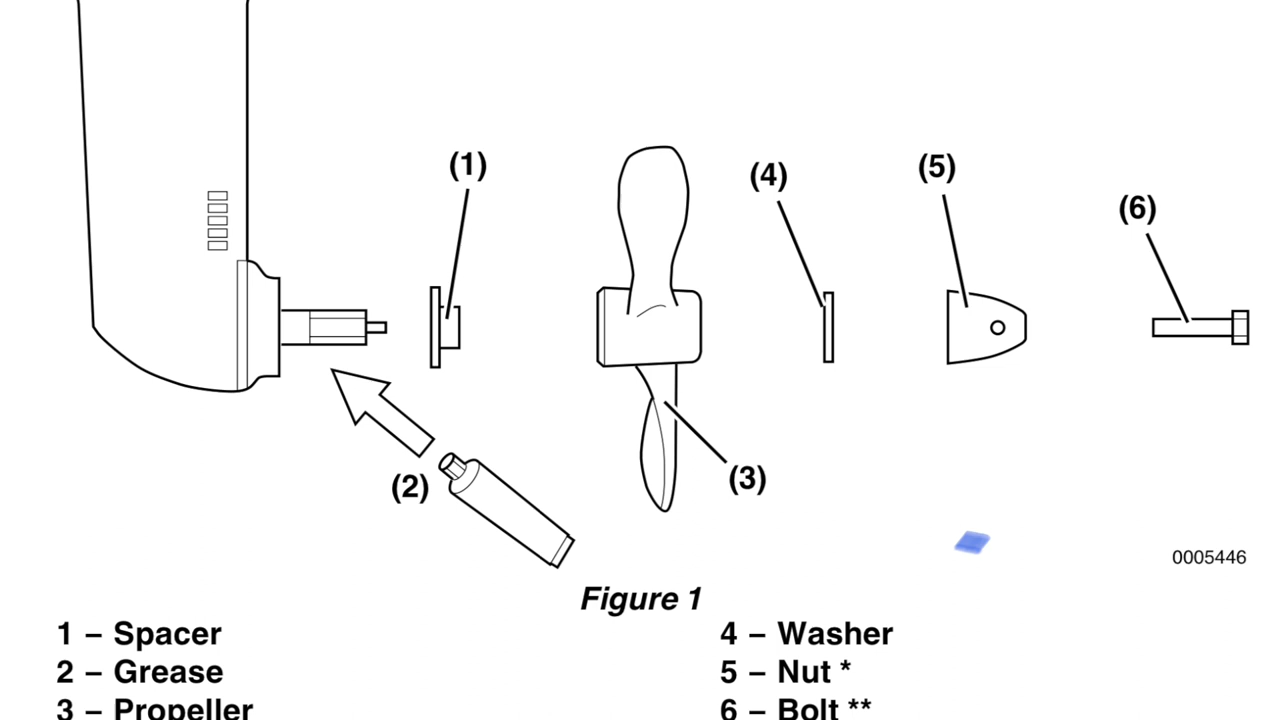 (1)
(4)
(5)
(6)
(2)
(3)
0005446
Figure 1
1 – Spacer
2 – Grease
3 – Propeller
4 – Washer
5 – Nut *
6 – Bolt **